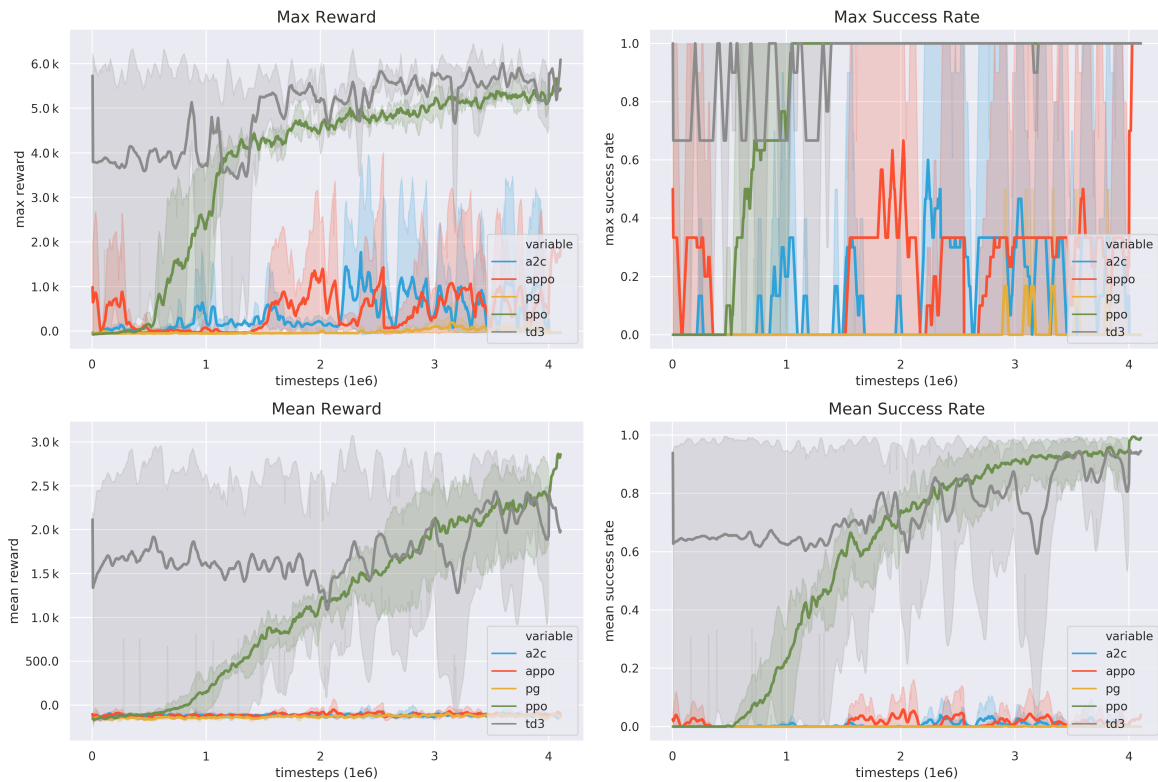 Max Reward
max reward
6.0 k
5.0 k
4.0 k
3.0 k
2.0 k
1.0 k
0.0
0 1 2 3 4
timesteps (1e6)
variable
a2c
appo
pg
ppo
td3
Max Success Rate
max success rate
1.0
0.8
0.6
0.4
0.2
0.0
0 1 2 3 4
timesteps (1e6)
variable
a2c
appo
pg
ppo
td3
Mean Reward
mean reward
3.0 k
2.5 k
2.0 k
1.5 k
1.0 k
500.0
0.0
0 1 2 3 4
timesteps (1e6)
variable
a2c
appo
pg
ppo
td3
Mean Success Rate
mean success rate
1.0
0.8
0.6
0.4
0.2
0.0
0 1 2 3 4
timesteps (1e6)
variable
a2c
appo
pg
ppo
td3